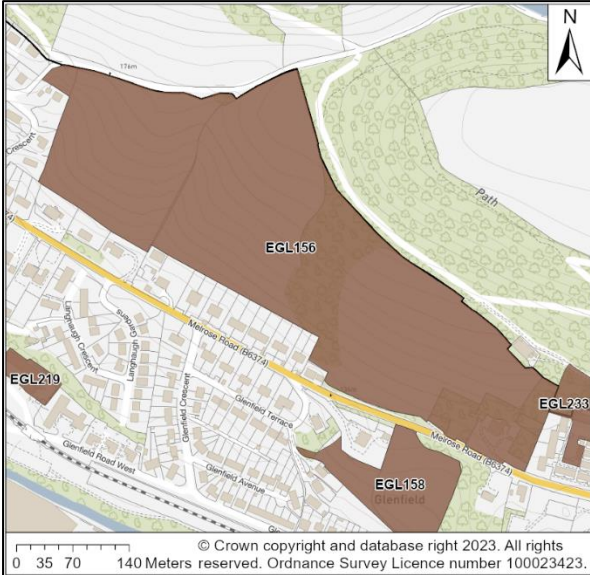 N
17km
Crescent
Path
EGL156
74)
Melrose Road (B6374)
Langhaugh Gardens
Langhaugh Crescent
EGL219
Glenfield Crescent
EGL233
Glenfield Terrace
Melrose Road (B6374)
Glenfield Road West
Glenfield Avenue
EGL158
Glenfield
© Crown copyright and database right 2023. All rights
0 35 70 140 Meters reserved. Ordnance Survey Licence number 100023423.